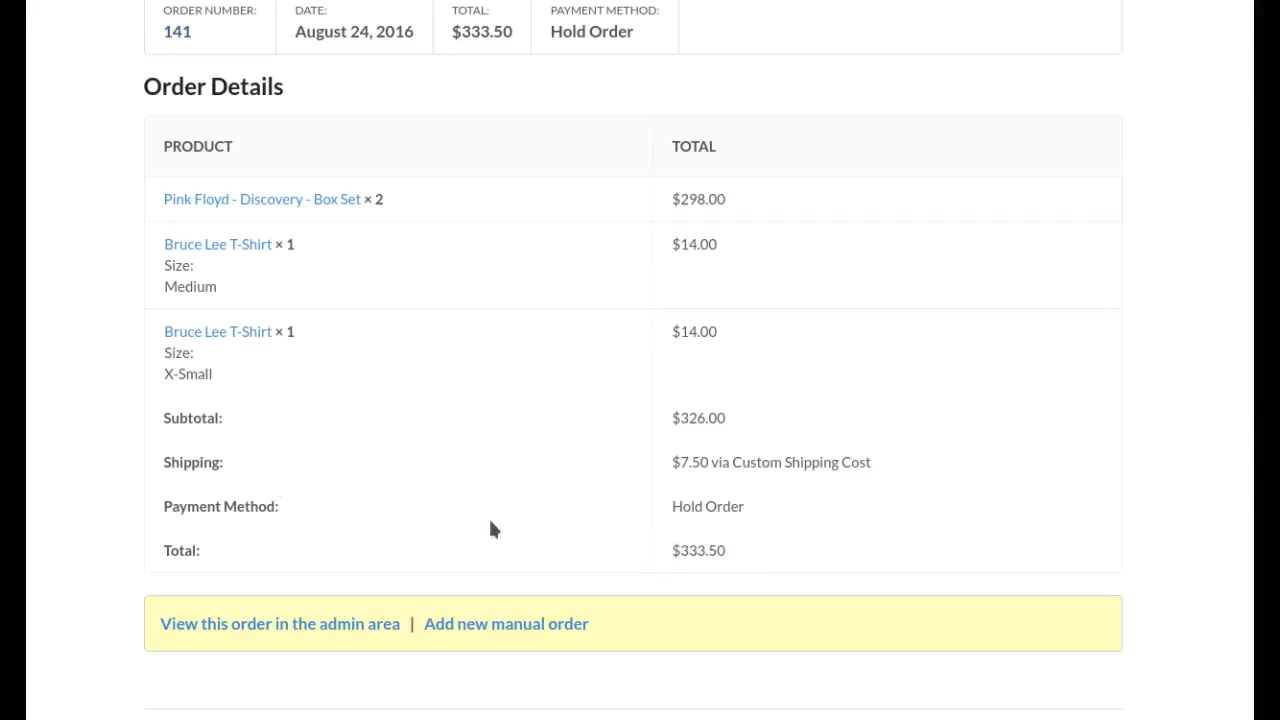 ORDER NUMBER: DATE: TOTAL: PAYMENT METHOD:
141 August 24, 2016 $333.50 Hold Order
Order Details
PRODUCT TOTAL
Pink Floyd - Discovery - Box Set × 2 $298.00
Bruce Lee T-Shirt × 1 $14.00
Size:
Medium
Bruce Lee T-Shirt × 1 $14.00
Size:
X-Small
Subtotal: $326.00
Shipping: $7.50 via Custom Shipping Cost
Payment Method: Hold Order
Total: $333.50
View this order in the admin area | Add new manual order